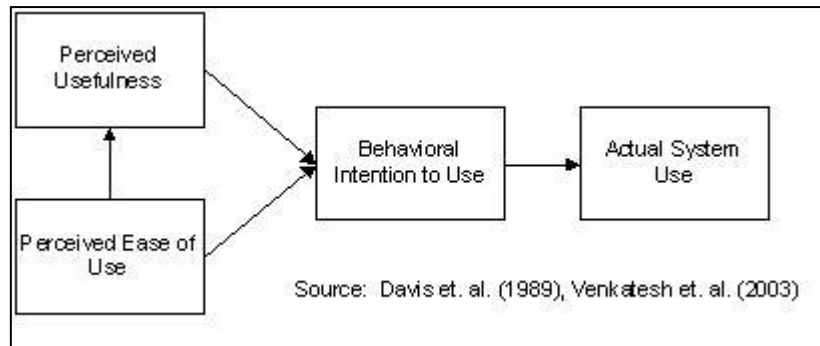 Perceived
Usefulness
Behavioral
Intention to Use
Actual System
Use
Perceived Ease of
Use
Source:  Davis et. al. (1989), Venkatesh et. al. (2003)